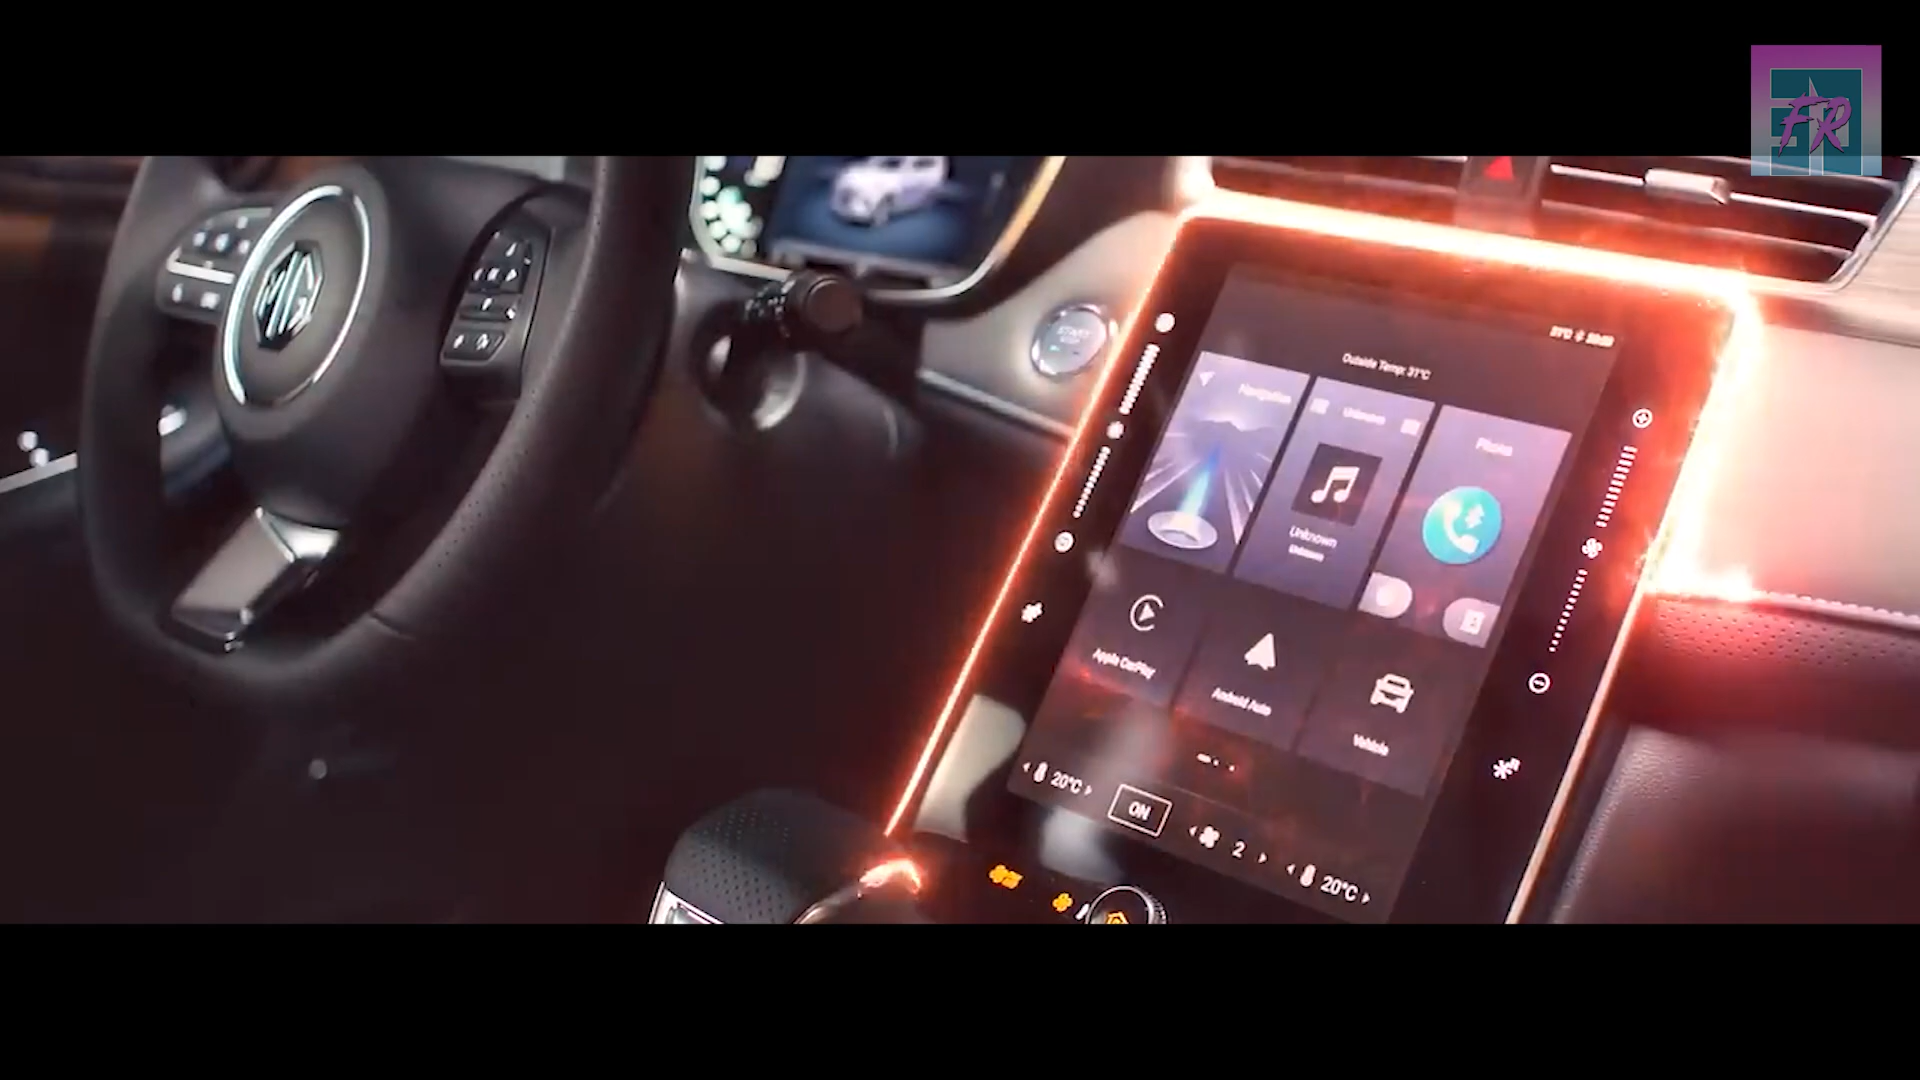 FR
MG
START
Outside Temp: 31°C
Navigation
Unknown
Phone
Unknown
Unknown
Apple CarPlay
Android Auto
Vehicle
20°C
ON
2
20°C